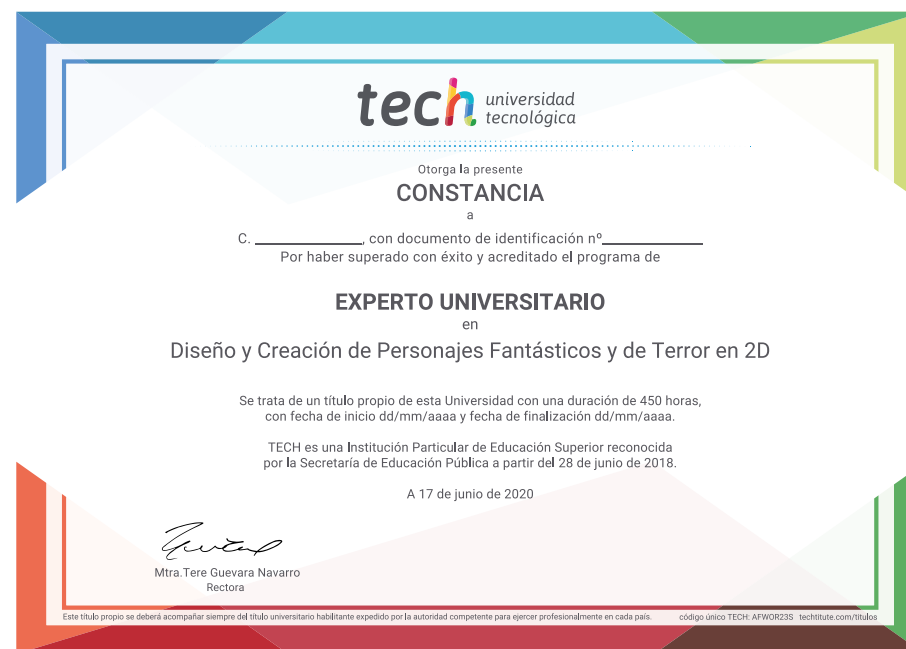 tech universidad
tecnológica
Otorga la presente
CONSTANCIA
a
C. ____________, con documento de identificación nº____________
Por haber superado con éxito y acreditado el programa de
EXPERTO UNIVERSITARIO
en
Diseño y Creación de Personajes Fantásticos y de Terror en 2D
Se trata de un título propio de esta Universidad con una duración de 450 horas,
con fecha de inicio dd/mm/aaaa y fecha de finalización dd/mm/aaaa.
TECH es una Institución Particular de Educación Superior reconocida
por la Secretaría de Educación Pública a partir del 28 de junio de 2018.
A 17 de junio de 2020
Mtra.Tere Guevara Navarro
Rectora
Este título propio se deberá acompañar siempre del título universitario habilitante expedido por la autoridad competente para ejercer profesionalmente en cada país. código único TECH: AFWOR23S techtitute.com/titulos